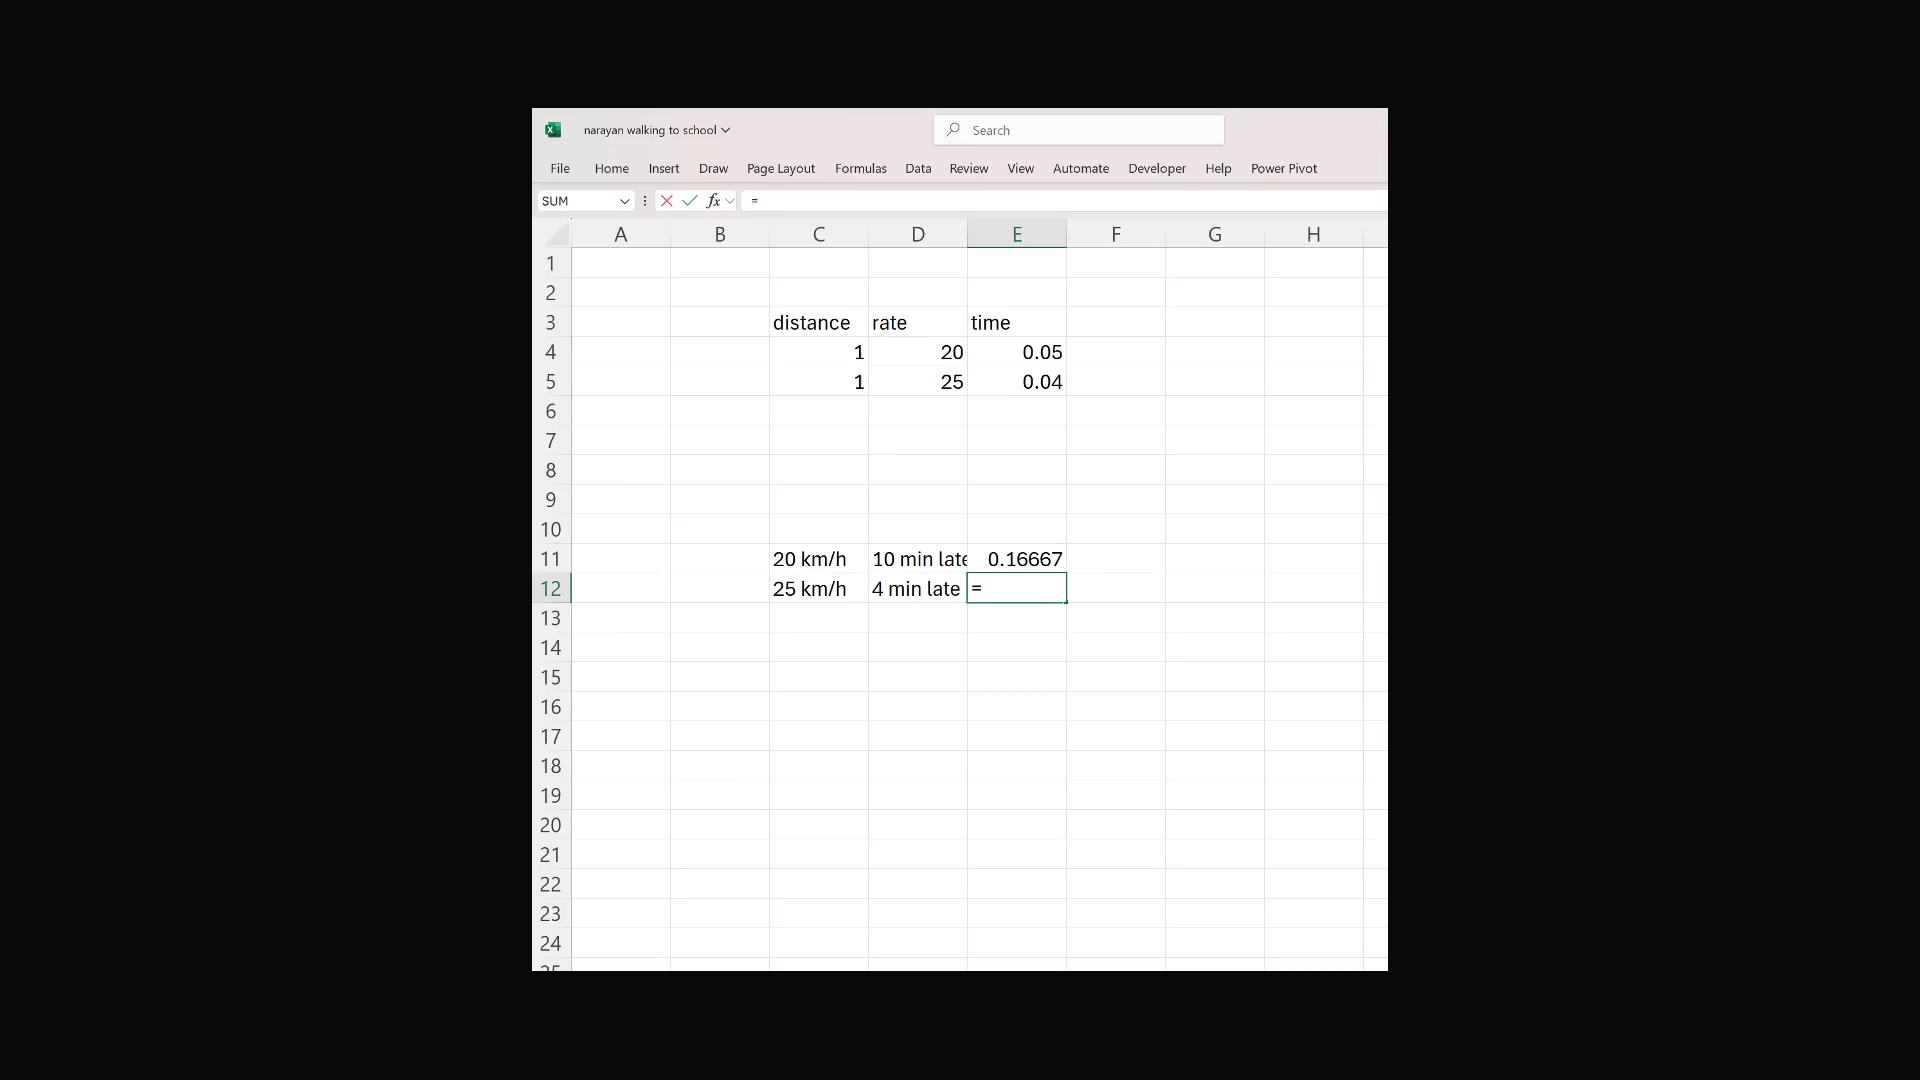 narayan walking to school
Search
File Home Insert Draw Page Layout Formulas Data Review View Automate Developer Help Power Pivot
SUM fx =
A B C D E F G H
1
2
3 distance rate time
4 1 20 0.05
5 1 25 0.04
6
7
8
9
10
11 20 km/h 10 min late 0.16667
12 25 km/h 4 min late =
13
14
15
16
17
18
19
20
21
22
23
24